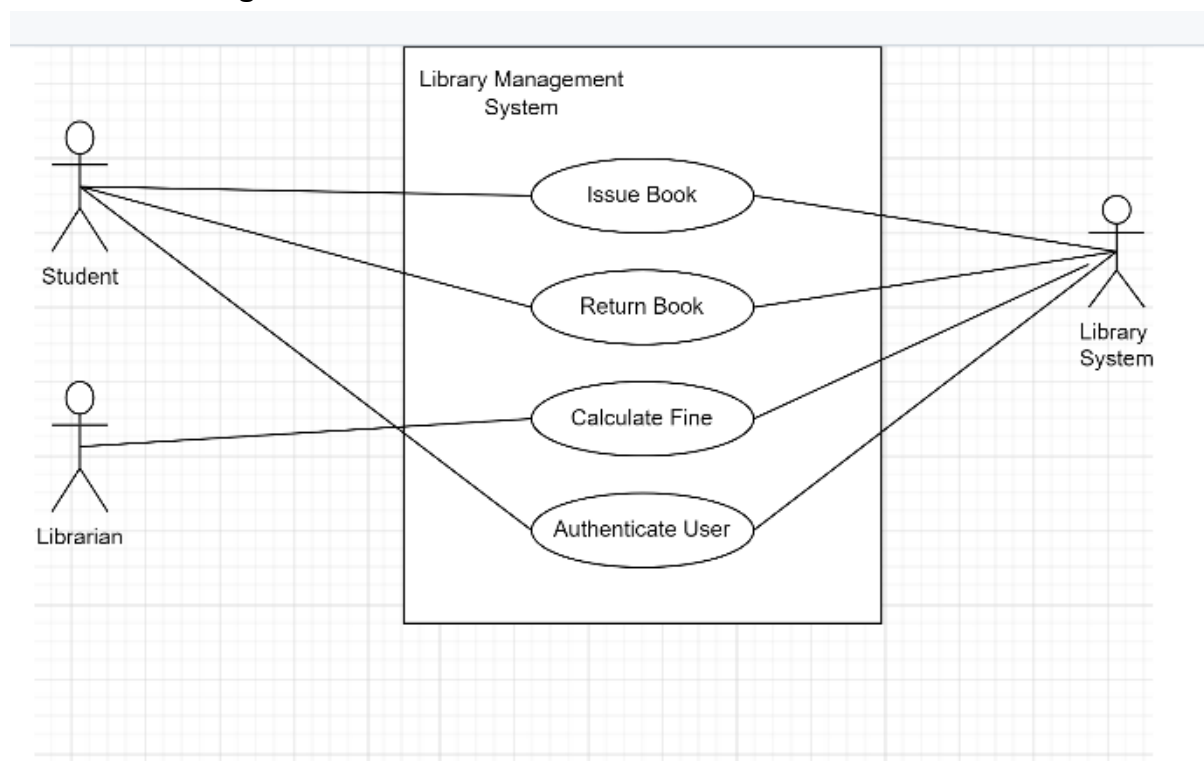 Library Management
System
Issue Book
Student
Return Book
Library
System
Calculate Fine
Librarian
Authenticate User